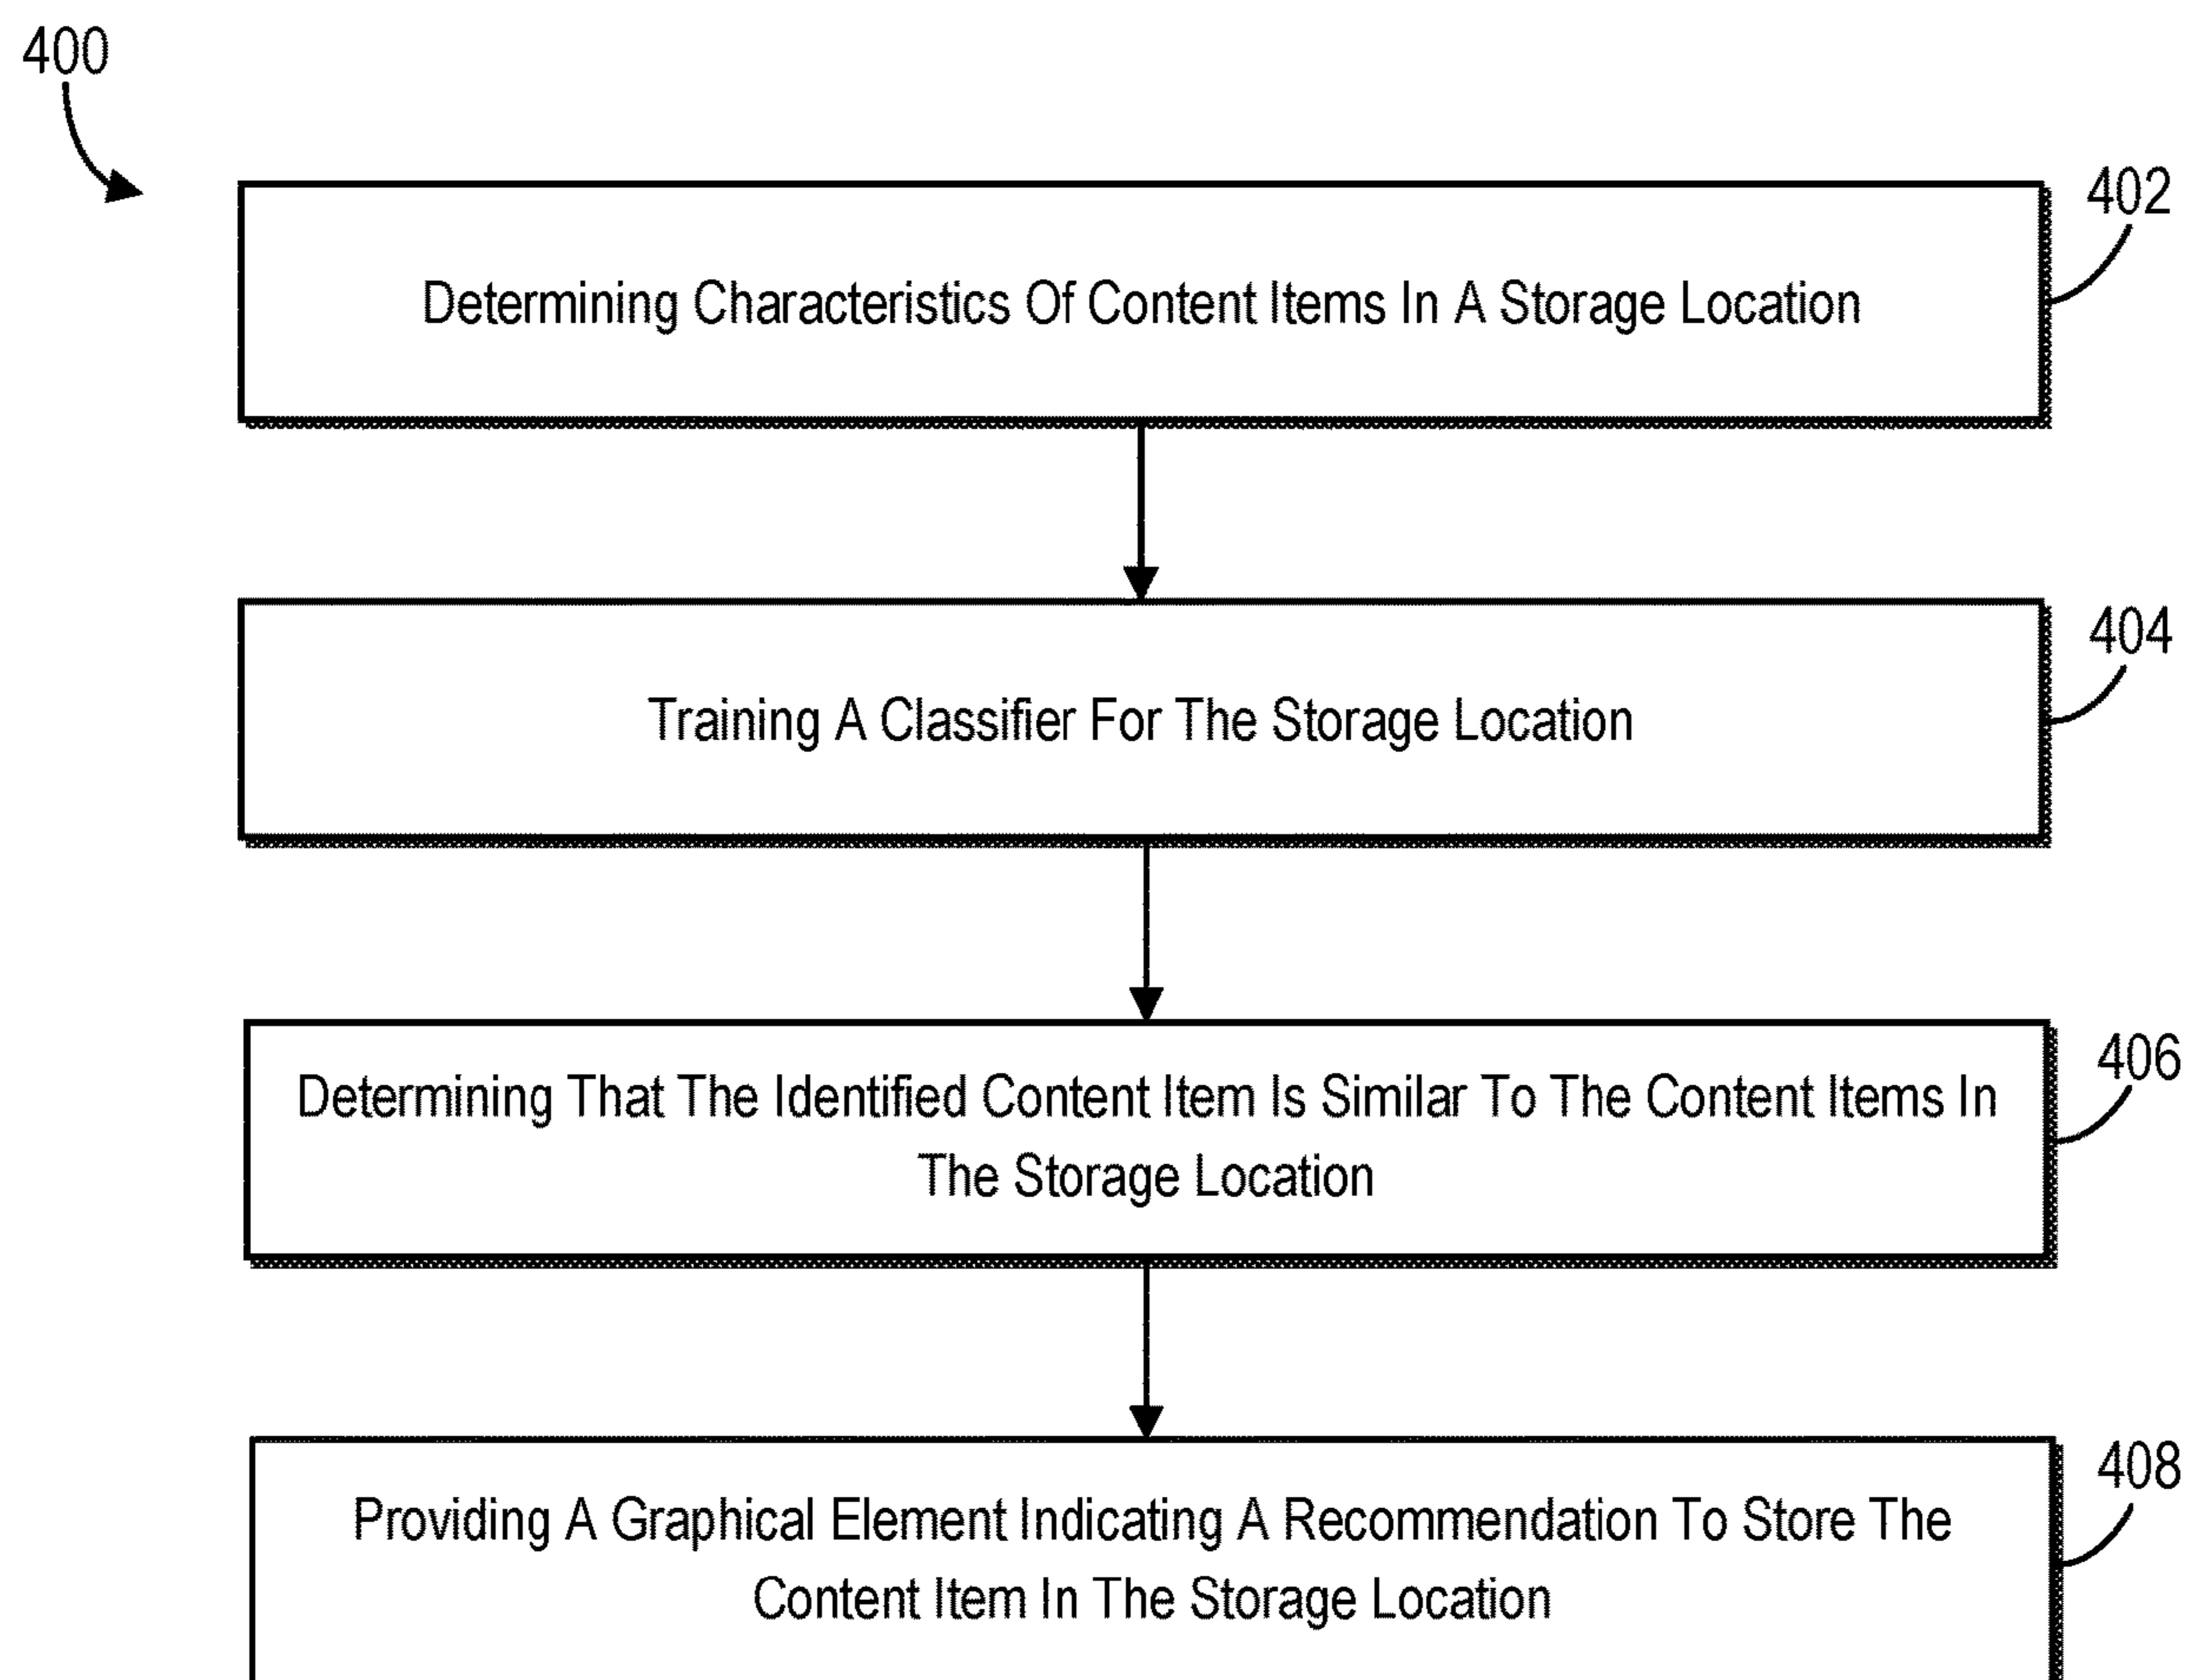 400
402
Determining Characteristics Of Content Items In A Storage Location
404
Training A Classifier For The Storage Location
406
Determining That The Identified Content Item Is Similar To The Content Items In
The Storage Location
408
Providing A Graphical Element Indicating A Recommendation To Store The
Content Item In The Storage Location